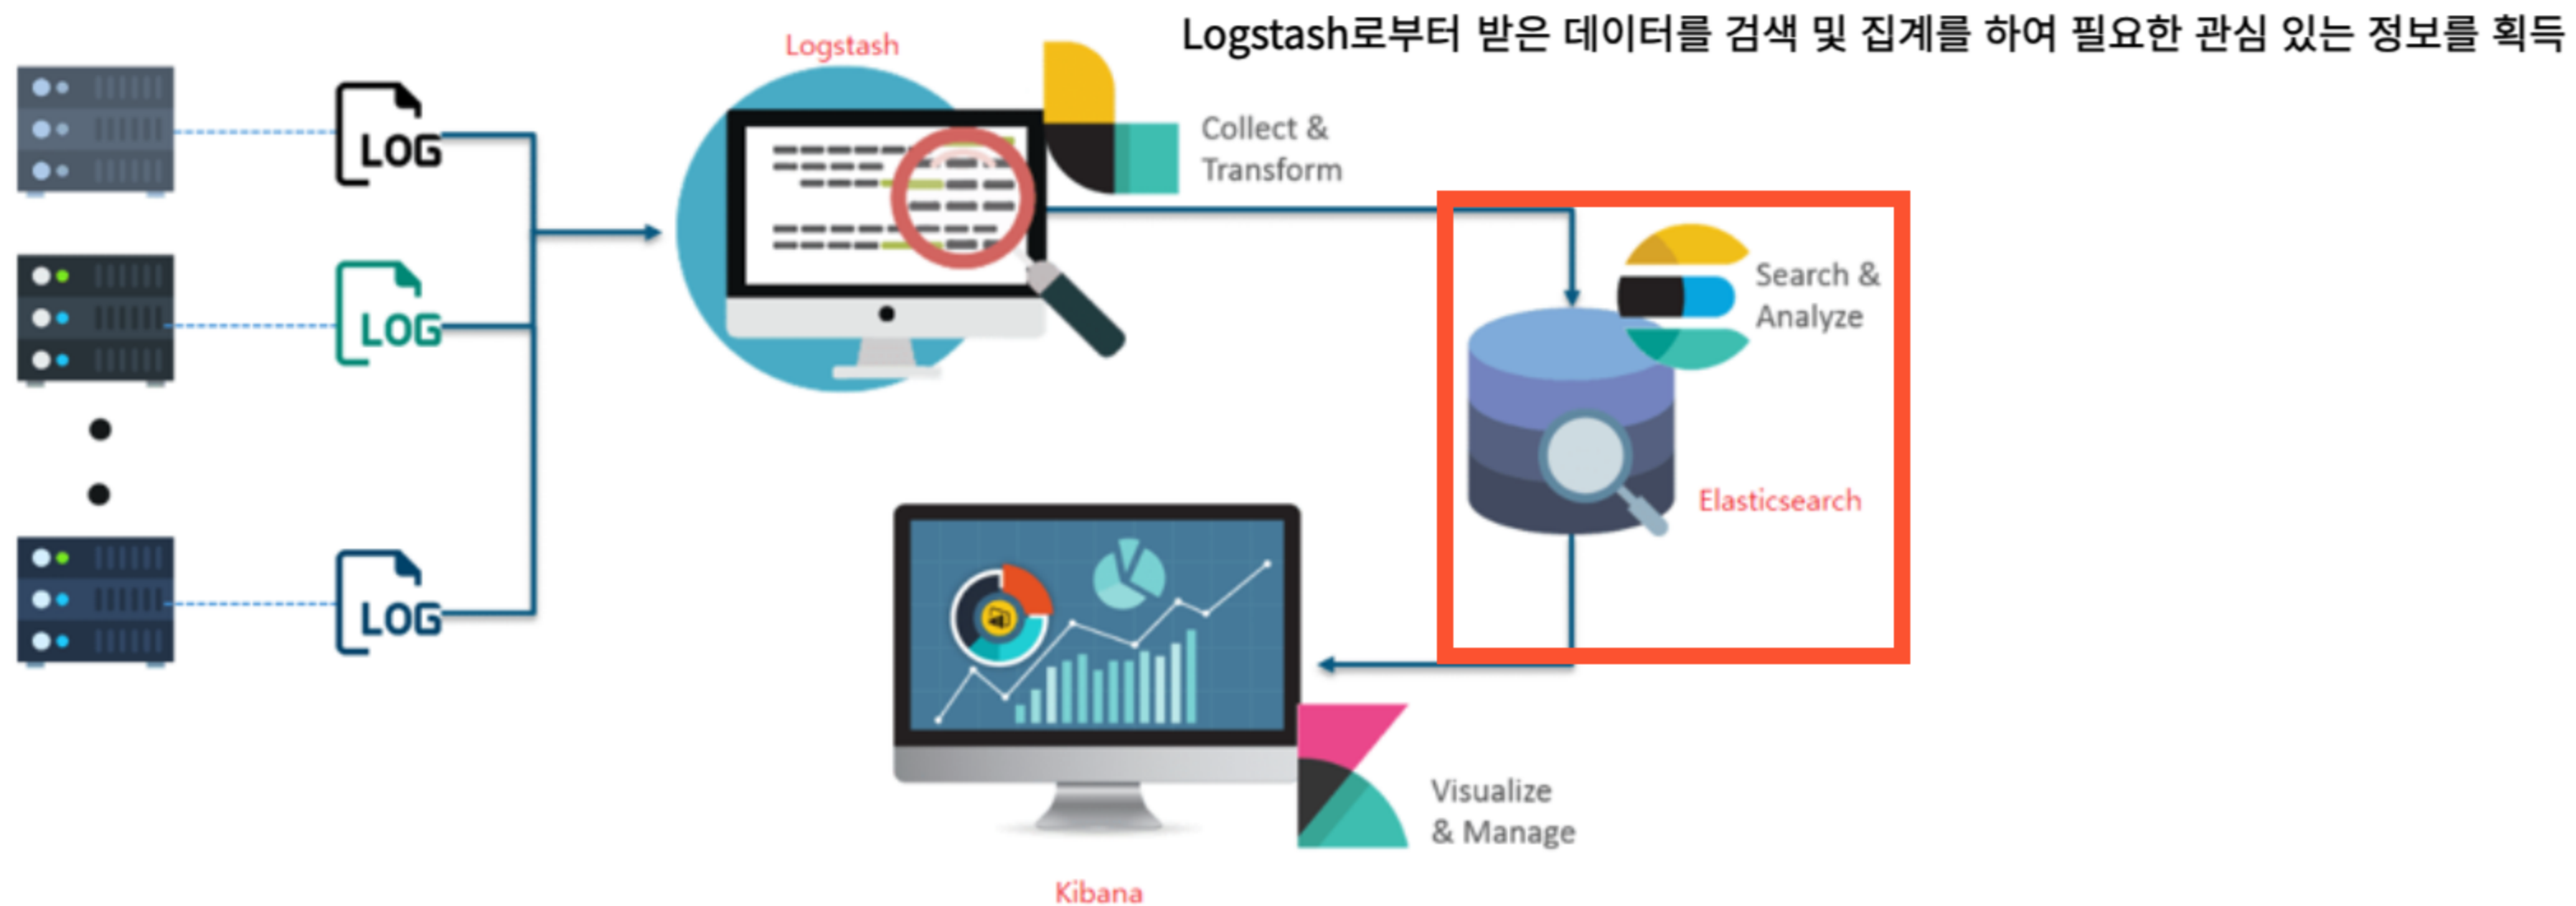 Logstash로부터 받은 데이터를 검색 및 집계를 하여 필요한 관심 있는 정보를 획득
Logstash
Collect &
Transform
LOG
LOG
LOG
Search &
Analyze
Elasticsearch
Visualize
& Manage
Kibana